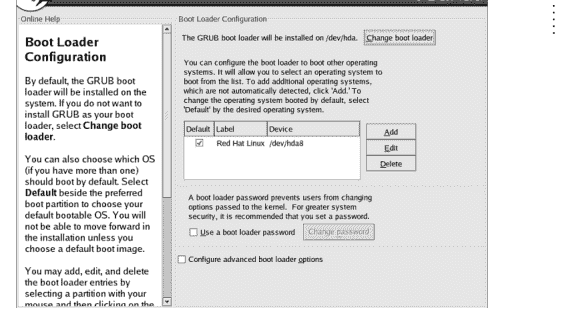 Online Help
Boot Loader
Configuration
By default, the GRUB boot
loader will be installed on the
system. If you do not want to
install GRUB as your boot
loader, select Change boot
loader.
You can also choose which OS
(if you have more than one)
should boot by default. Select
Default beside the preferred
boot partition to choose your
default bootable OS. You will
not be able to move forward in
the installation unless you
choose a default boot image.
You may add, edit, and delete
the boot loader entries by
selecting a partition with your
mouse and then clicking on the
Boot Loader Configuration
The GRUB boot loader will be installed on /dev/hda. Change boot loader
You can configure the boot loader to boot other operating
systems. It will allow you to select an operating system to
boot from the list. To add additional operating systems,
which are not automatically detected, click 'Add.' To
change the operating system booted by default, select
'Default' by the desired operating system.
Default Label Device
Red Hat Linux /dev/hda8
Add
Edit
Delete
A boot loader password prevents users from changing
options passed to the kernel. For greater system
security, it is recommended that you set a password.
Use a boot loader password Change password
Configure advanced boot loader options